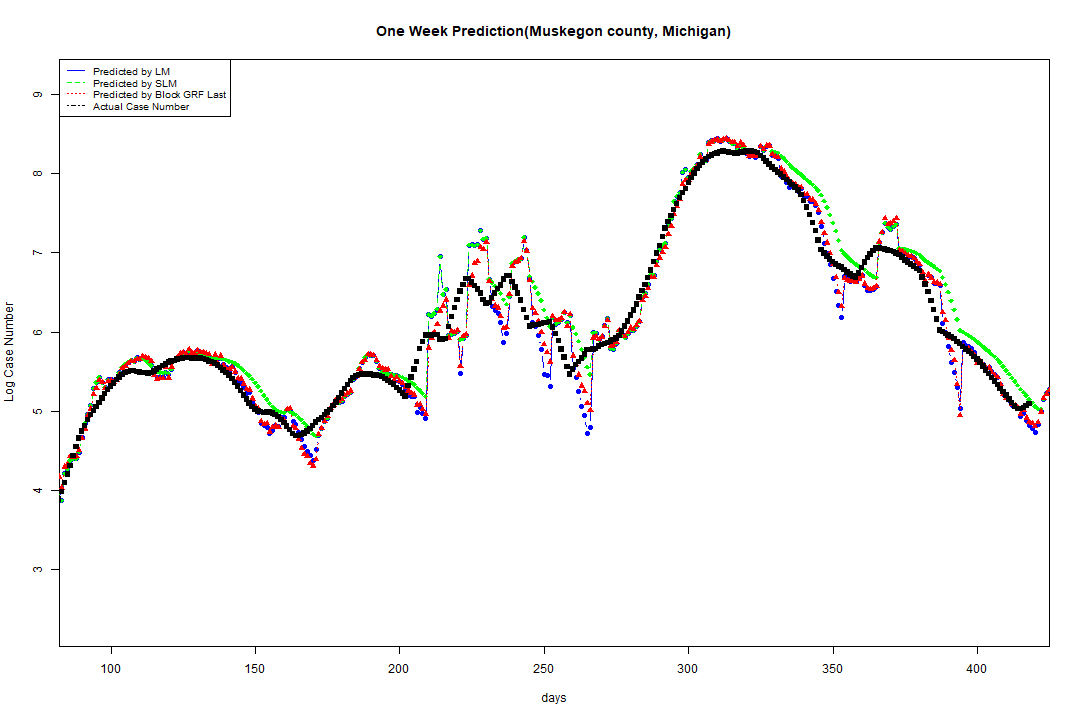 One Week Prediction(Muskegon county, Michigan)
Predicted by LM
Predicted by SLM
Predicted by Block GRF Last
Actual Case Number
Log Case Number
9
8
7
6
5
4
3
100 150 200 250 300 350 400
days